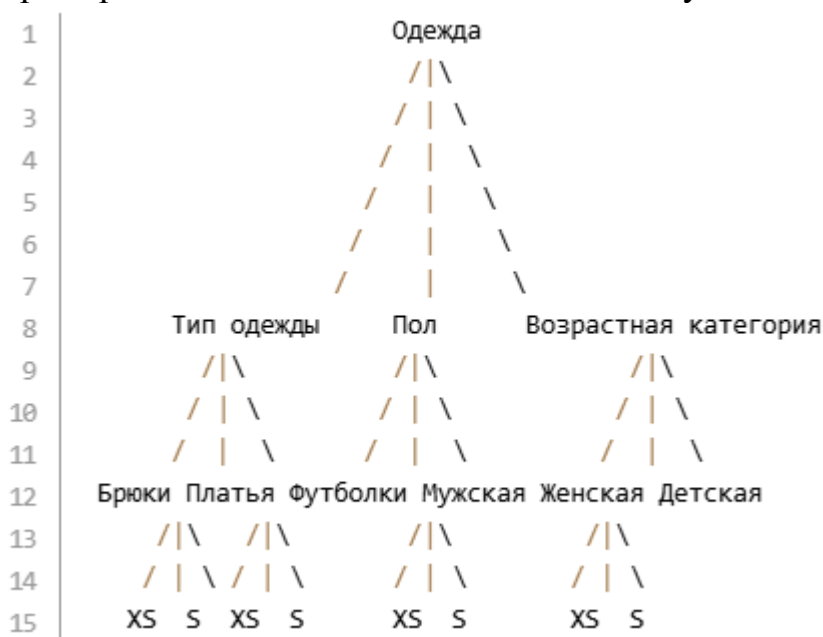 1 Одежда
2 /|\
3 / | \
4 / | \
5 / | \
6 / | \
7 / | \
8 Тип одежды Пол Возрастная категория
9 /|\ /|\ /|\
10 / | \ / | \ / | \
11 / | \ / | \ / | \
12 Брюки Платья Футболки Мужская Женская Детская
13 /|\ /|\ /|\ /|\
14 / | \ / | \ / | \ / | \
15 XS S XS S XS S XS S